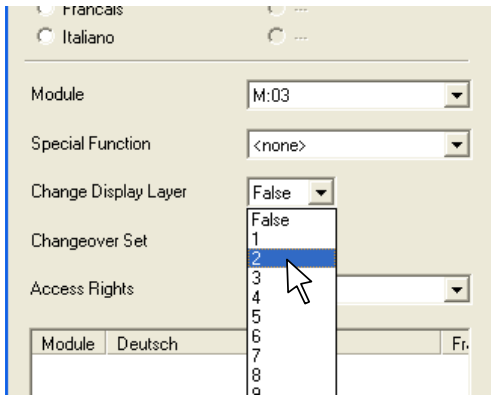 Francais ---
Italiano ---
Module M:03
Special Function <none>
Change Display Layer False
False
Changeover Set 1
2
Access Rights 3
4
5
Module Deutsch 6 Fr
7
8
9